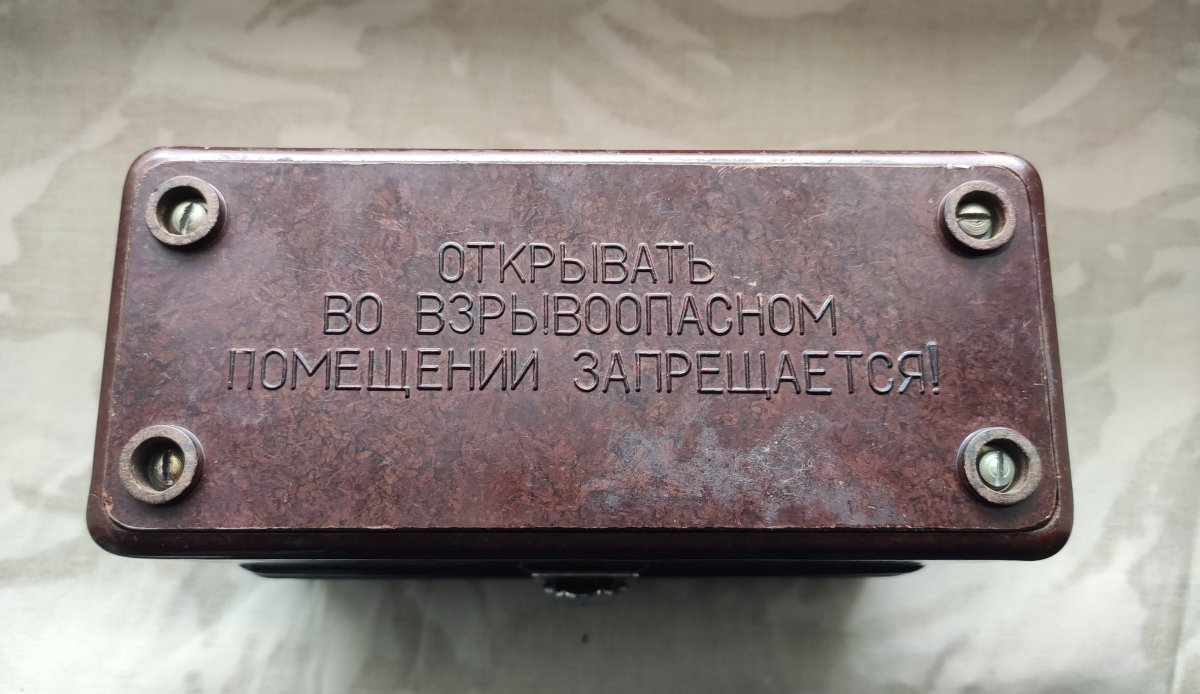 ОТКРЫВАТЬ
ВО ВЗРЫВООПАСНОМ
ПОМЕЩЕНИИ ЗАПРЕЩАЕТСЯ!